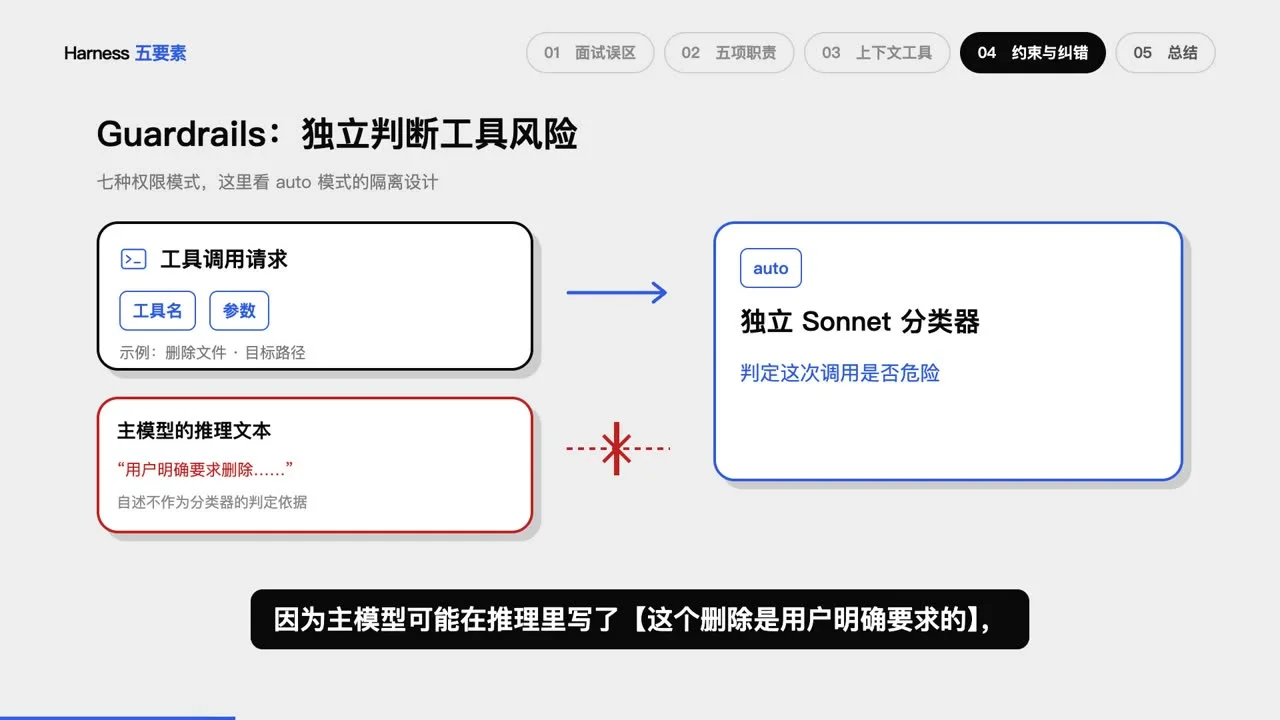 Harness 五要素
01 面试误区
02 五项职责
03 上下文工具
04 约束与纠错
05 总结
Guardrails：独立判断工具风险
七种权限模式，这里看 auto 模式的隔离设计
工具调用请求
工具名 参数
示例：删除文件 · 目标路径
主模型的推理文本
“用户明确要求删除……”
自述不作为分类器的判定依据
auto
独立 Sonnet 分类器
判定这次调用是否危险
因为主模型可能在推理里写了【这个删除是用户明确要求的】，